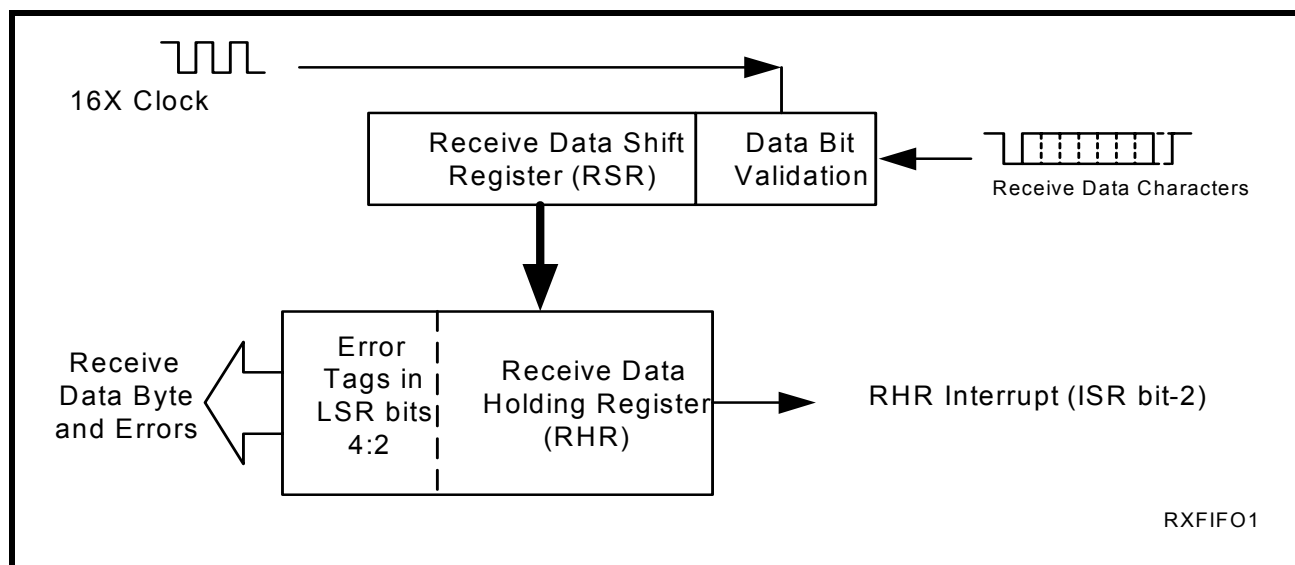 16X Clock
Receive Data Shift
Register (RSR)
Data Bit
Validation
Receive Data Characters
Receive
Data Byte
and Errors
Error
Tags in
LSR bits
4:2
Receive Data
Holding Register
(RHR)
RHR Interrupt (ISR bit-2)
RXFIFO1